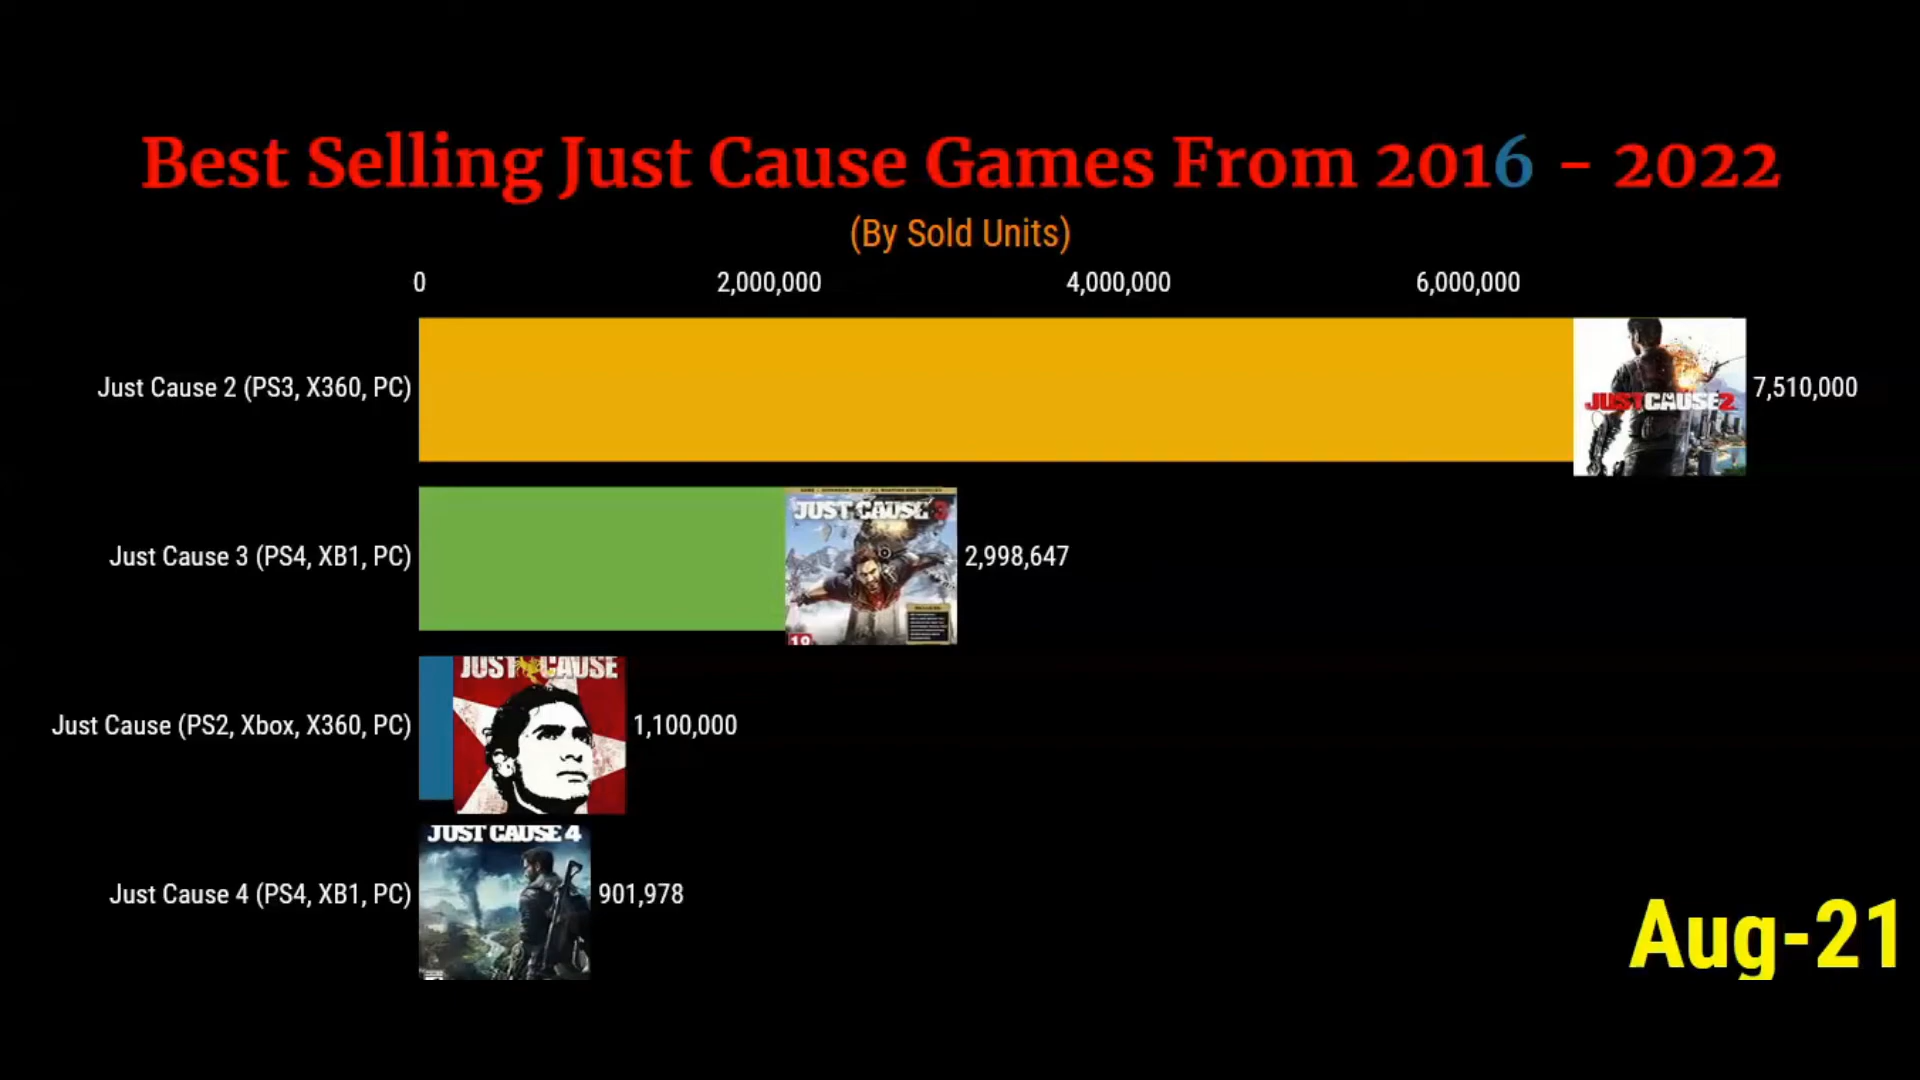 Best Selling Just Cause Games From 2016 - 2022
(By Sold Units)
0 2,000,000 4,000,000 6,000,000
Just Cause 2 (PS3, X360, PC) JUST CAUSE 2 7,510,000
JUST CAUSE 3
Just Cause 3 (PS4, XB1, PC) 2,998,647
18
JUST CAUSE
Just Cause (PS2, Xbox, X360, PC) 1,100,000
JUST CAUSE 4
Just Cause 4 (PS4, XB1, PC) 901,978
Aug-21